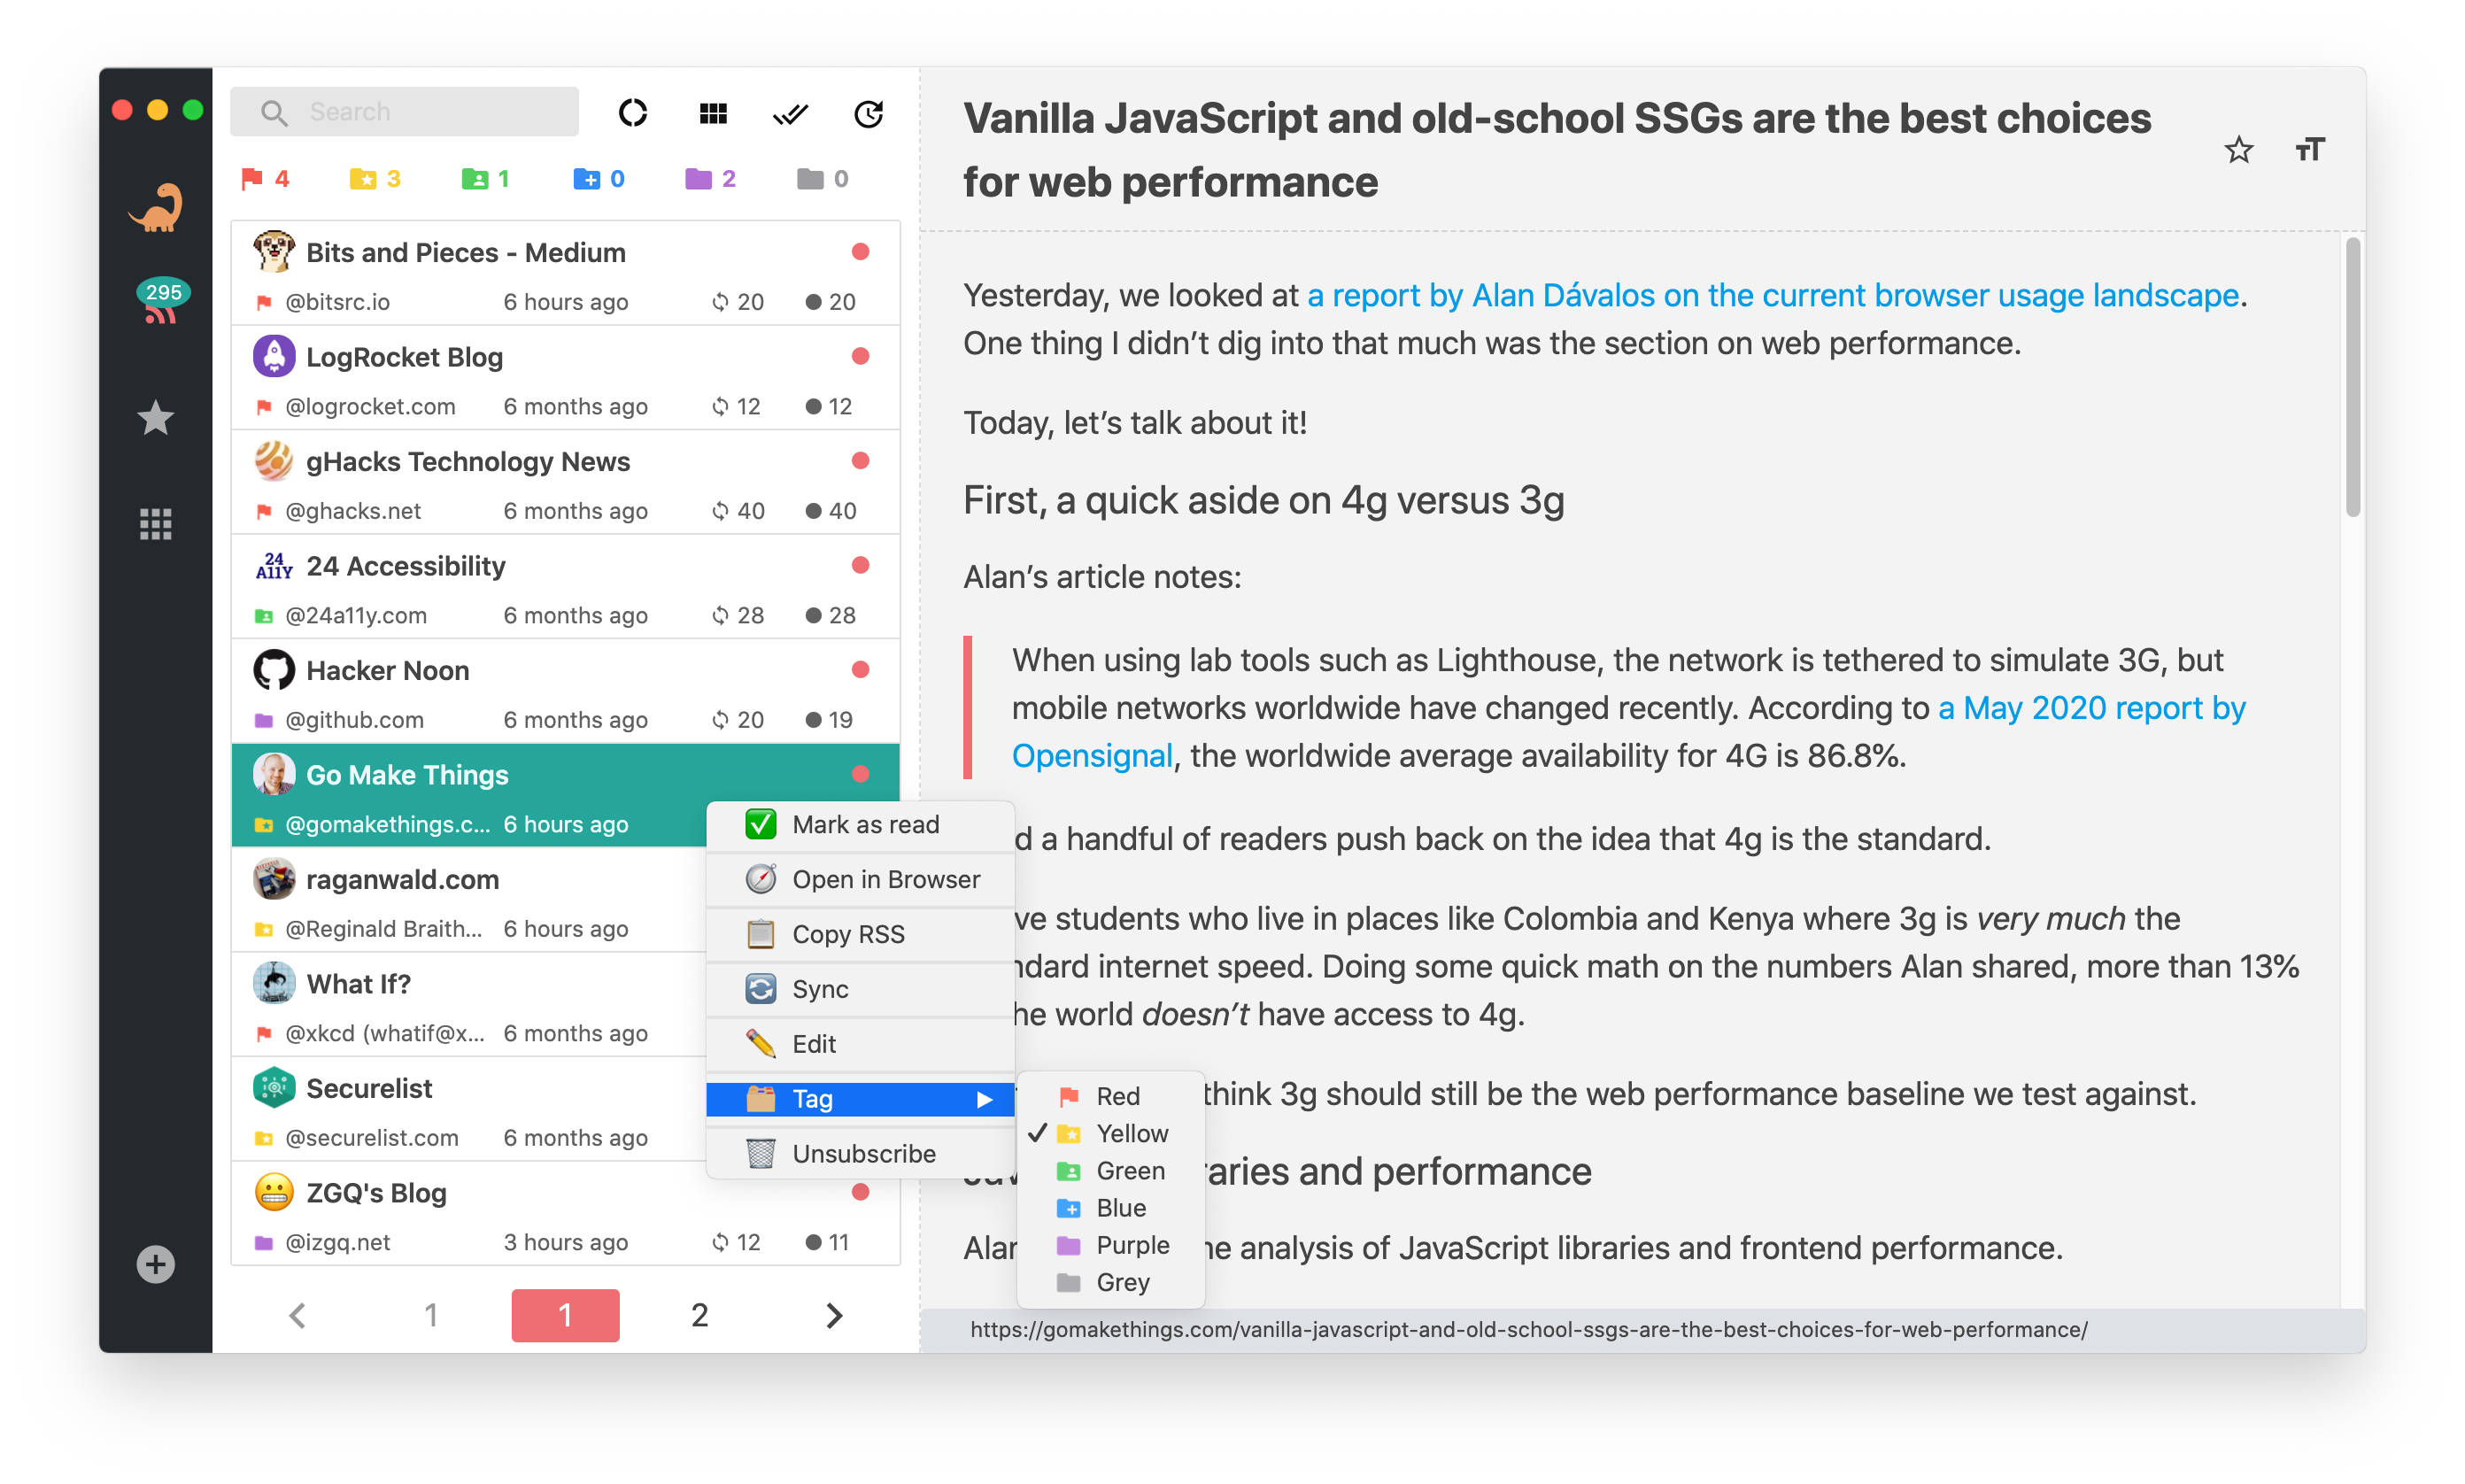 Search
4 3 1 0 2 0
295
Bits and Pieces - Medium
@bitsrc.io 6 hours ago 20 20
LogRocket Blog
@logrocket.com 6 months ago 12 12
gHacks Technology News
@ghacks.net 6 months ago 40 40
24 A11Y 24 Accessibility
@24a11y.com 6 months ago 28 28
Hacker Noon
@github.com 6 months ago 20 19
Go Make Things
@gomakethings.c... 6 hours ago
raganwald.com
@Reginald Braith... 6 hours ago
What If?
@xkcd (whatif@x... 6 months ago
Securelist
@securelist.com 6 months ago
ZGQ's Blog
@izgq.net 3 hours ago 12 11
1 1 2
Mark as read
Open in Browser
Copy RSS
Sync
Edit
Tag
Unsubscribe
Red
Yellow
Green
Blue
Purple
Grey
Vanilla JavaScript and old-school SSGs are the best choices
for web performance
TT
Yesterday, we looked at a report by Alan Dávalos on the current browser usage landscape.
One thing I didn’t dig into that much was the section on web performance.
Today, let’s talk about it!
First, a quick aside on 4g versus 3g
Alan’s article notes:
When using lab tools such as Lighthouse, the network is tethered to simulate 3G, but
mobile networks worldwide have changed recently. According to a May 2020 report by
Opensignal, the worldwide average availability for 4G is 86.8%.
d a handful of readers push back on the idea that 4g is the standard.
ve students who live in places like Colombia and Kenya where 3g is very much the
ndard internet speed. Doing some quick math on the numbers Alan shared, more than 13%
he world doesn’t have access to 4g.
think 3g should still be the web performance baseline we test against.
raries and performance
Alan he analysis of JavaScript libraries and frontend performance.
https://gomakethings.com/vanilla-javascript-and-old-school-ssgs-are-the-best-choices-for-web-performance/